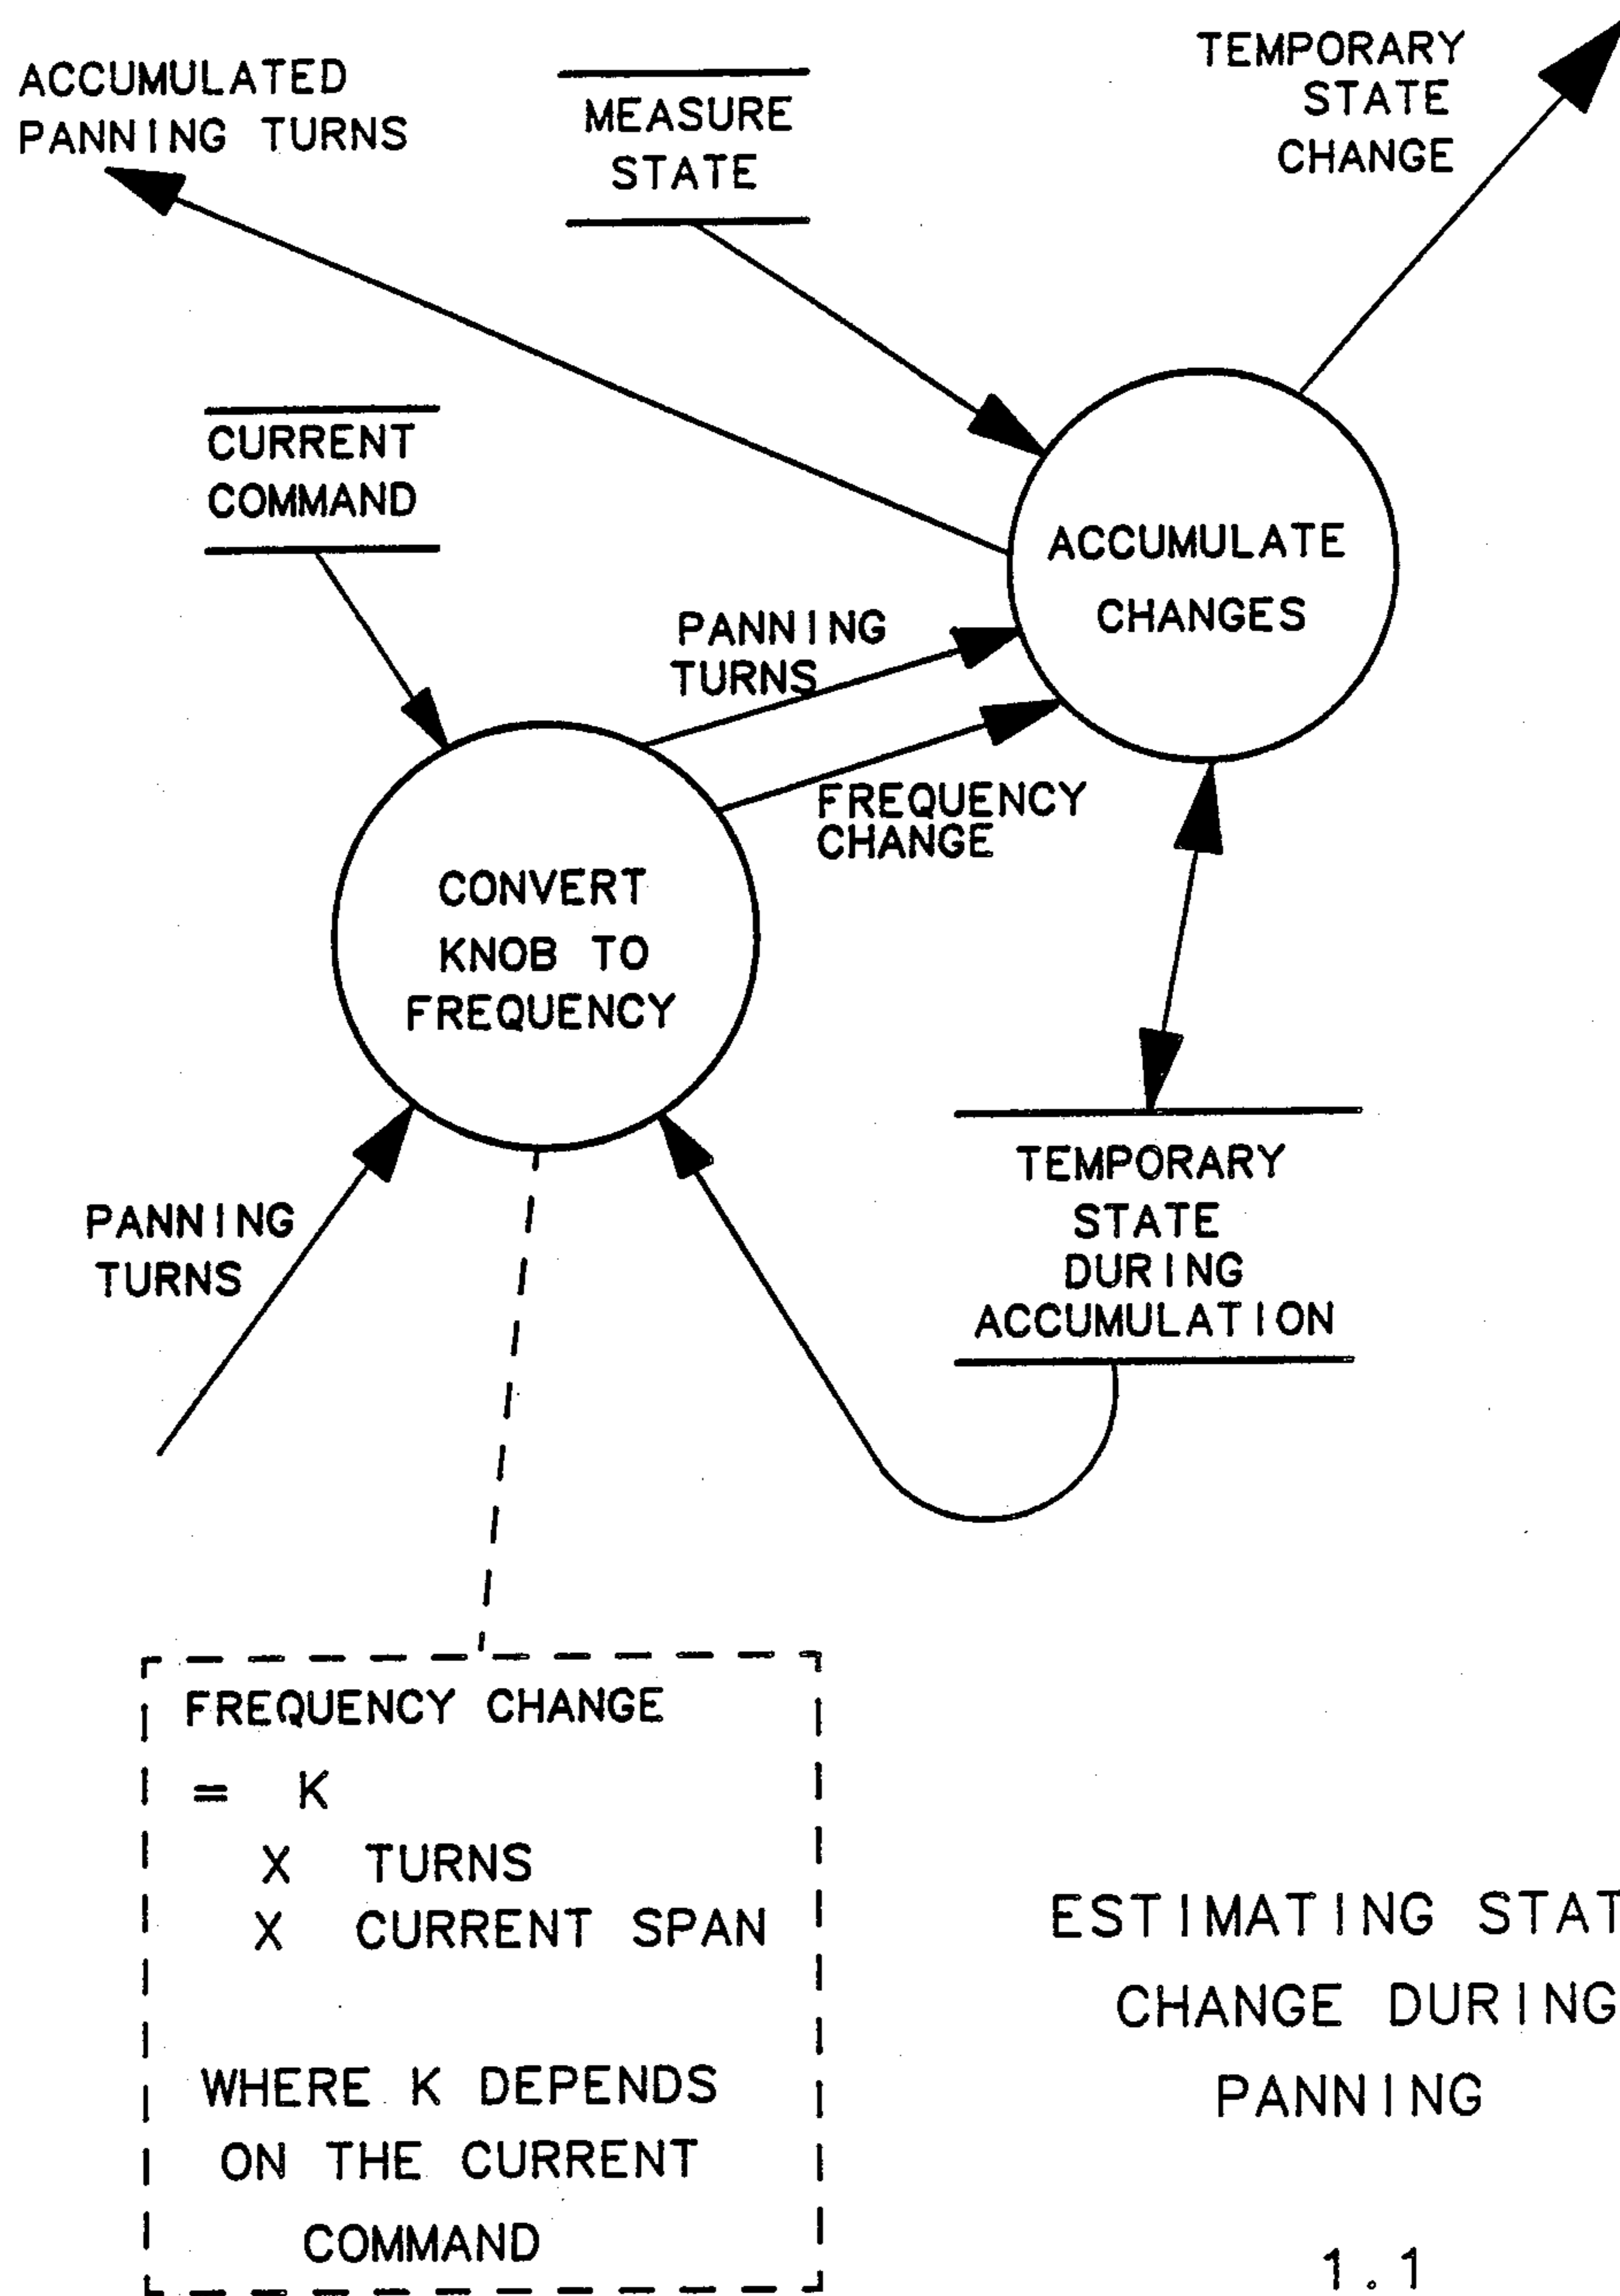 ACCUMULATED
PANNING TURNS
MEASURE
STATE
TEMPORARY
STATE
CHANGE
CURRENT
COMMAND
ACCUMULATE
CHANGES
PANNING
TURNS
FREQUENCY
CHANGE
CONVERT
KNOB TO
FREQUENCY
PANNING
TURNS
TEMPORARY
STATE
DURING
ACCUMULATION
FREQUENCY CHANGE
= K
X TURNS
X CURRENT SPAN
WHERE K DEPENDS
ON THE CURRENT
COMMAND
ESTIMATING STAT
CHANGE DURING
PANNING
1.1